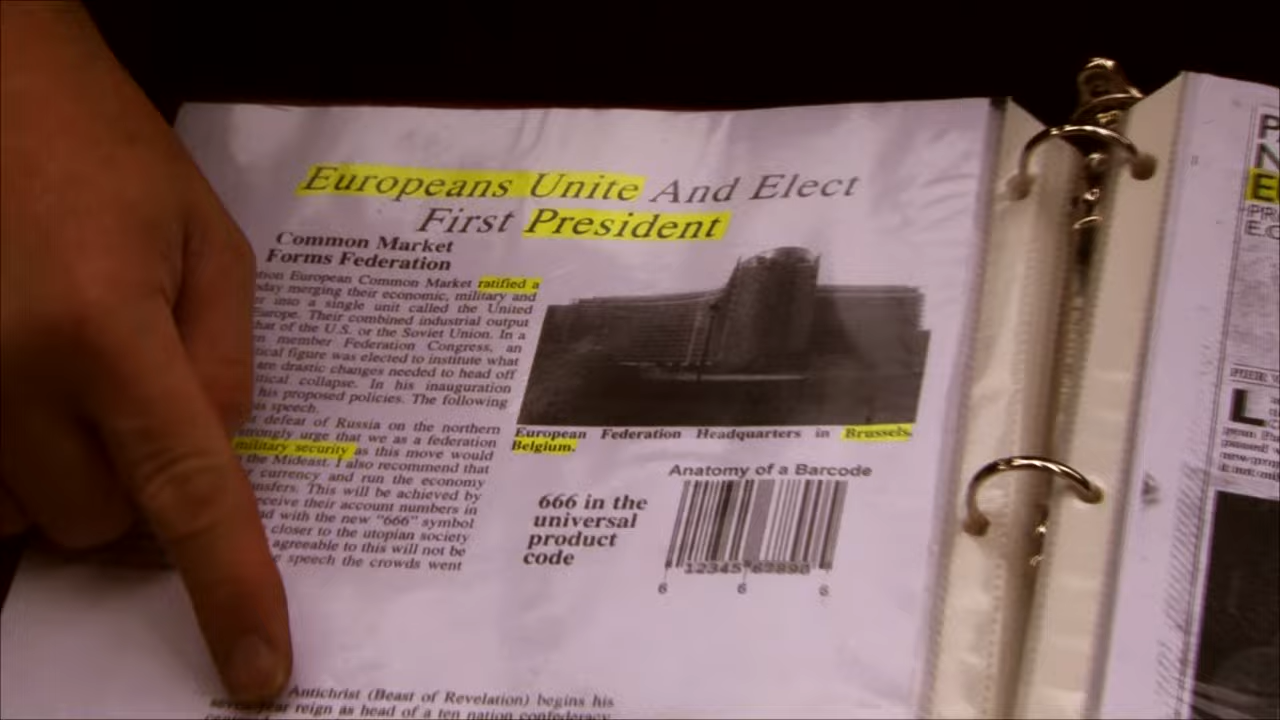 Europeans Unite And Elect
First President
Common Market
Forms Federation
European Common Market ratified a
merging their economic, military and
into a single unit called the United
Europe. Their combined industrial output
of the U.S. or the Soviet Union. In a
member Federation Congress, an
figure was elected to institute what
are drastic changes needed to head off
collapse. In his inauguration
his proposed policies. The following
speech.
defeat of Russia on the northern
urge that we as a federation
military security as this move would
the Mideast. I also recommend that
currency and run the economy
This will be achieved by
their account numbers in
with the new "666" symbol
closer to the utopian society
agreeable to this will not be
speech the crowds went
European Federation Headquarters in Brussels,
Belgium.
Anatomy of a Barcode
666 in the
universal
product
code
12345
6 6 6
Antichrist (Beast of Revelation) begins his
reign as head of a ten nation confederacy